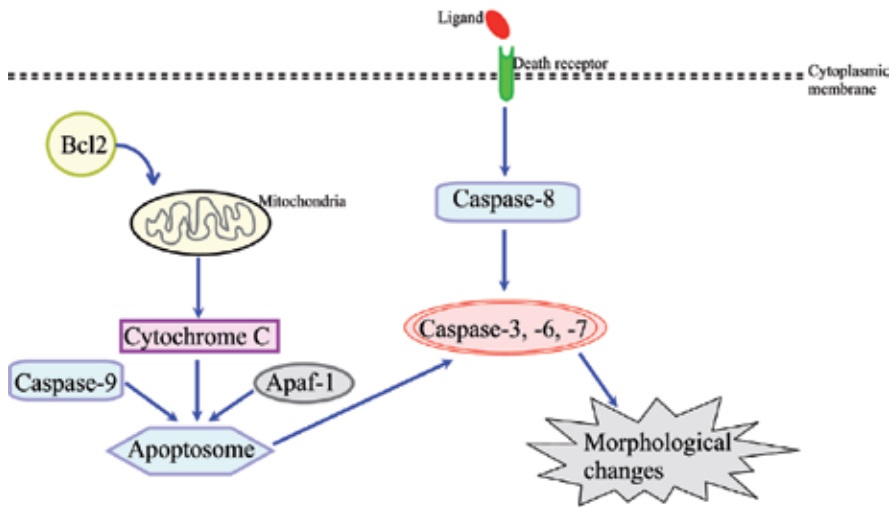 Ligand
Death receptor
Cytoplasmic
membrane
Bcl2
Mitochondria
Caspase-8
Cytochrome C
Caspase-3, -6, -7
Caspase-9
Apaf-1
Apoptosome
Morphological
changes